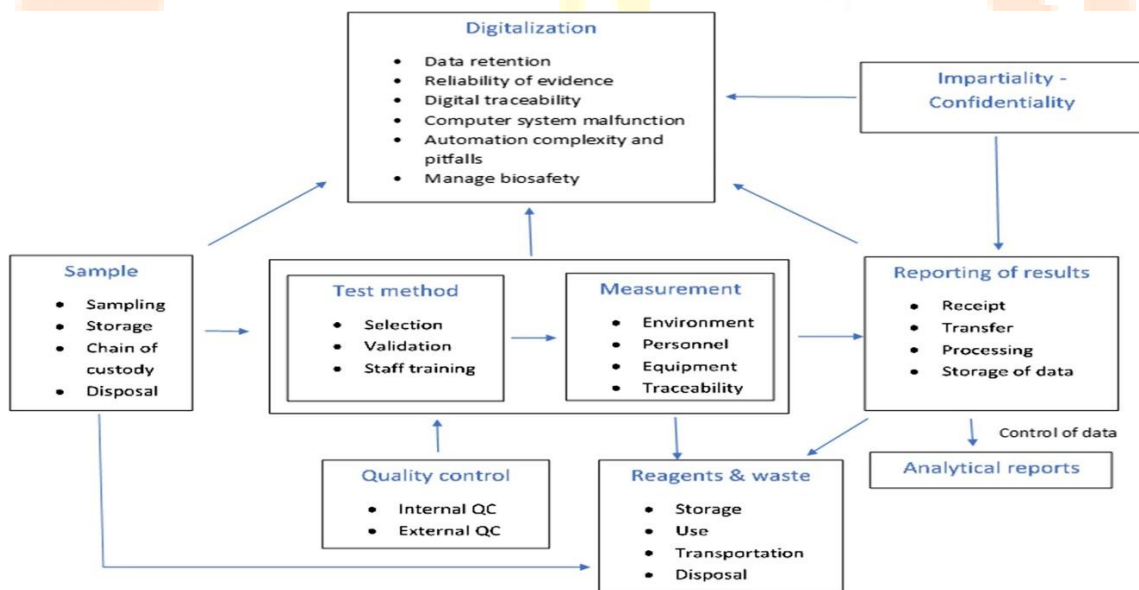 Digitalization
• Data retention
• Reliability of evidence
• Digital traceability
• Computer system malfunction
• Automation complexity and
pitfalls
• Manage biosafety
Impartiality -
Confidentiality
Sample
• Sampling
• Storage
• Chain of
custody
• Disposal
Test method
• Selection
• Validation
• Staff training
Measurement
• Environment
• Personnel
• Equipment
• Traceability
Reporting of results
• Receipt
• Transfer
• Processing
• Storage of data
Control of data
Analytical reports
Quality control
• Internal QC
• External QC
Reagents & waste
• Storage
• Use
• Transportation
• Disposal